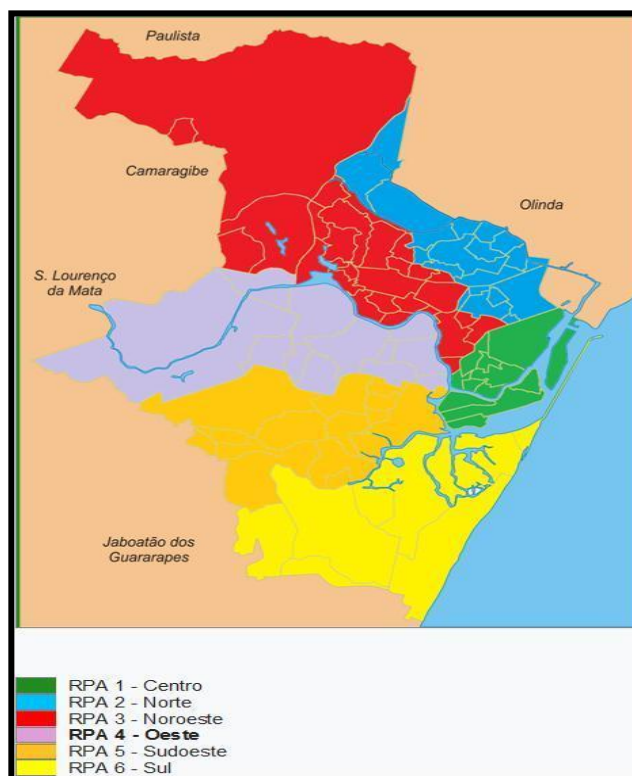 Paulista
Camaragibe
Olinda
S. Lourenço
da Mata
Jaboatão dos
Guararapes
RPA 1 - Centro
RPA 2 - Norte
RPA 3 - Noroeste
RPA 4 - Oeste
RPA 5 - Sudoeste
RPA 6 - Sul